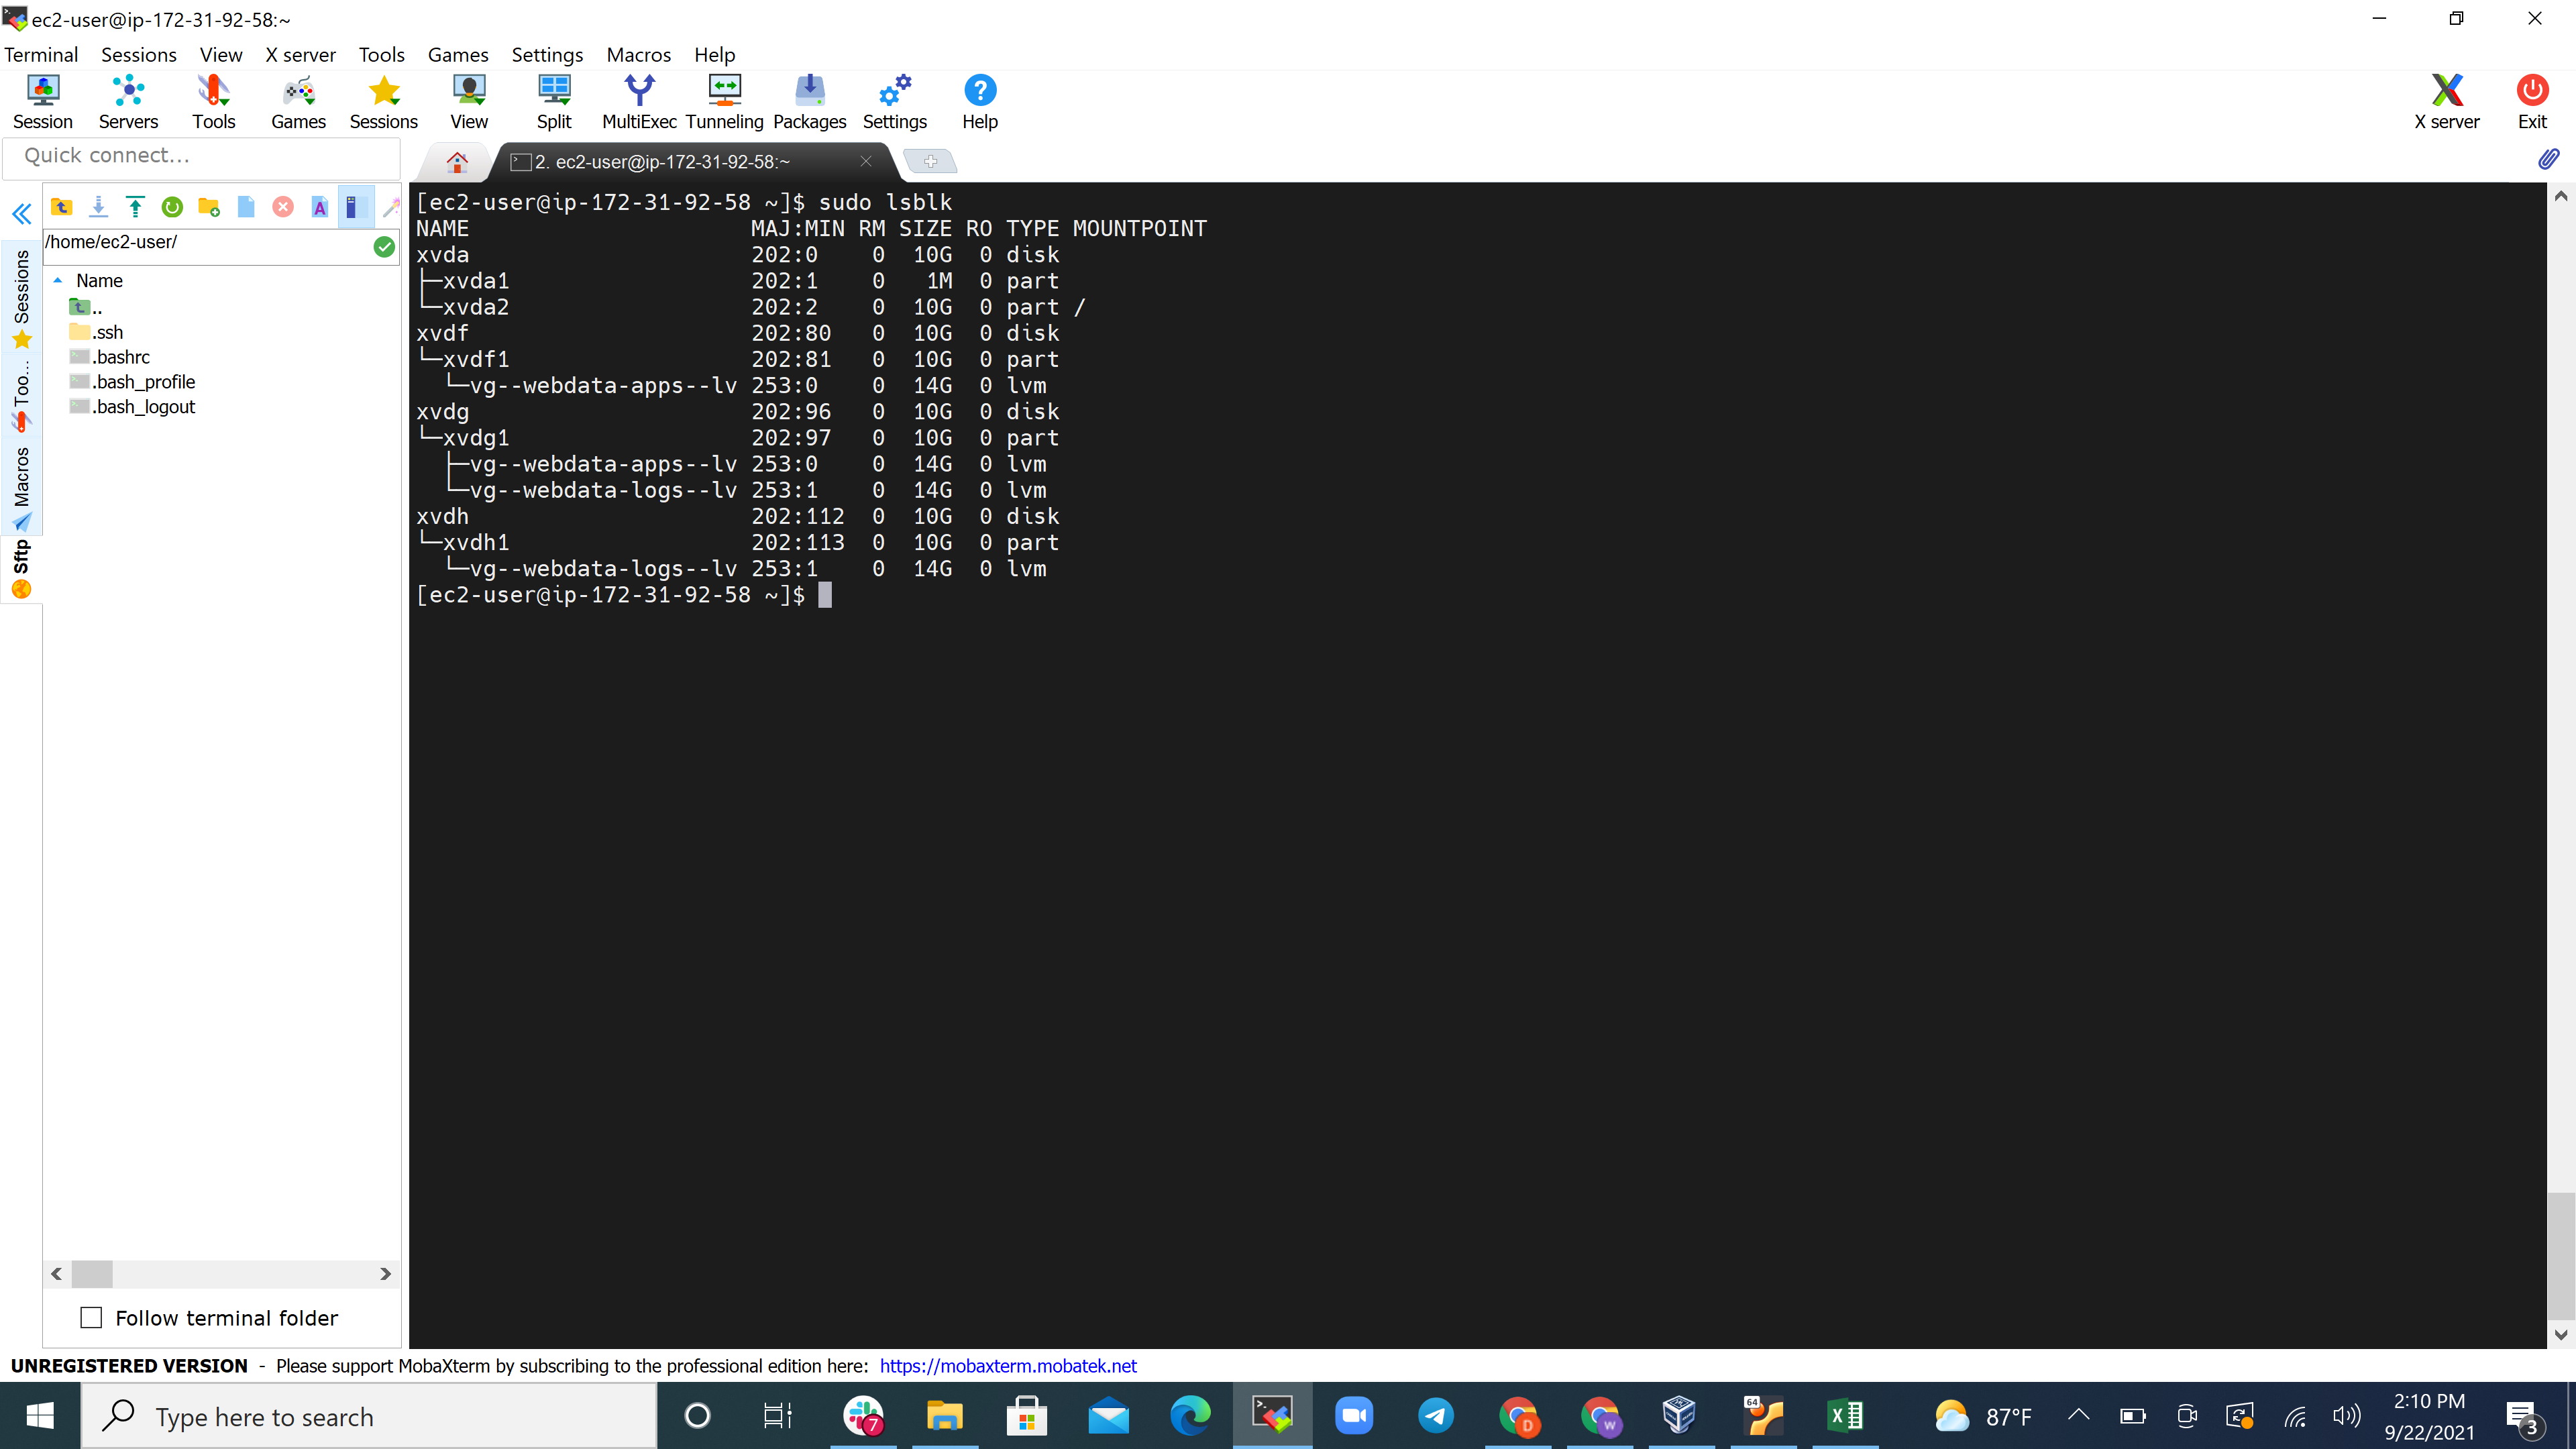 ec2-user@ip-172-31-92-58:~
Terminal Sessions View X server Tools Games Settings Macros Help
Session Servers Tools Games Sessions View Split MultiExec Tunneling Packages Settings Help X server Exit
Quick connect...
2. ec2-user@ip-172-31-92-58:~
/home/ec2-user/
Name
..
.ssh
.bashrc
.bash_profile
.bash_logout
Sessions
Too...
Macros
Sftp
[ec2-user@ip-172-31-92-58 ~]$ sudo lsblk
NAME MAJ:MIN RM SIZE RO TYPE MOUNTPOINT
xvda 202:0 0 10G 0 disk
├─xvda1 202:1 0 1M 0 part
└─xvda2 202:2 0 10G 0 part /
xvdf 202:80 0 10G 0 disk
└─xvdf1 202:81 0 10G 0 part
└─vg--webdata-apps--lv 253:0 0 14G 0 lvm
xvdg 202:96 0 10G 0 disk
└─xvdg1 202:97 0 10G 0 part
├─vg--webdata-apps--lv 253:0 0 14G 0 lvm
└─vg--webdata-logs--lv 253:1 0 14G 0 lvm
xvdh 202:112 0 10G 0 disk
└─xvdh1 202:113 0 10G 0 part
└─vg--webdata-logs--lv 253:1 0 14G 0 lvm
[ec2-user@ip-172-31-92-58 ~]$
Follow terminal folder
UNREGISTERED VERSION - Please support MobaXterm by subscribing to the professional edition here: https://mobaxterm.mobatek.net
Type here to search
7
D
W
64
87°F
2:10 PM
9/22/2021
3